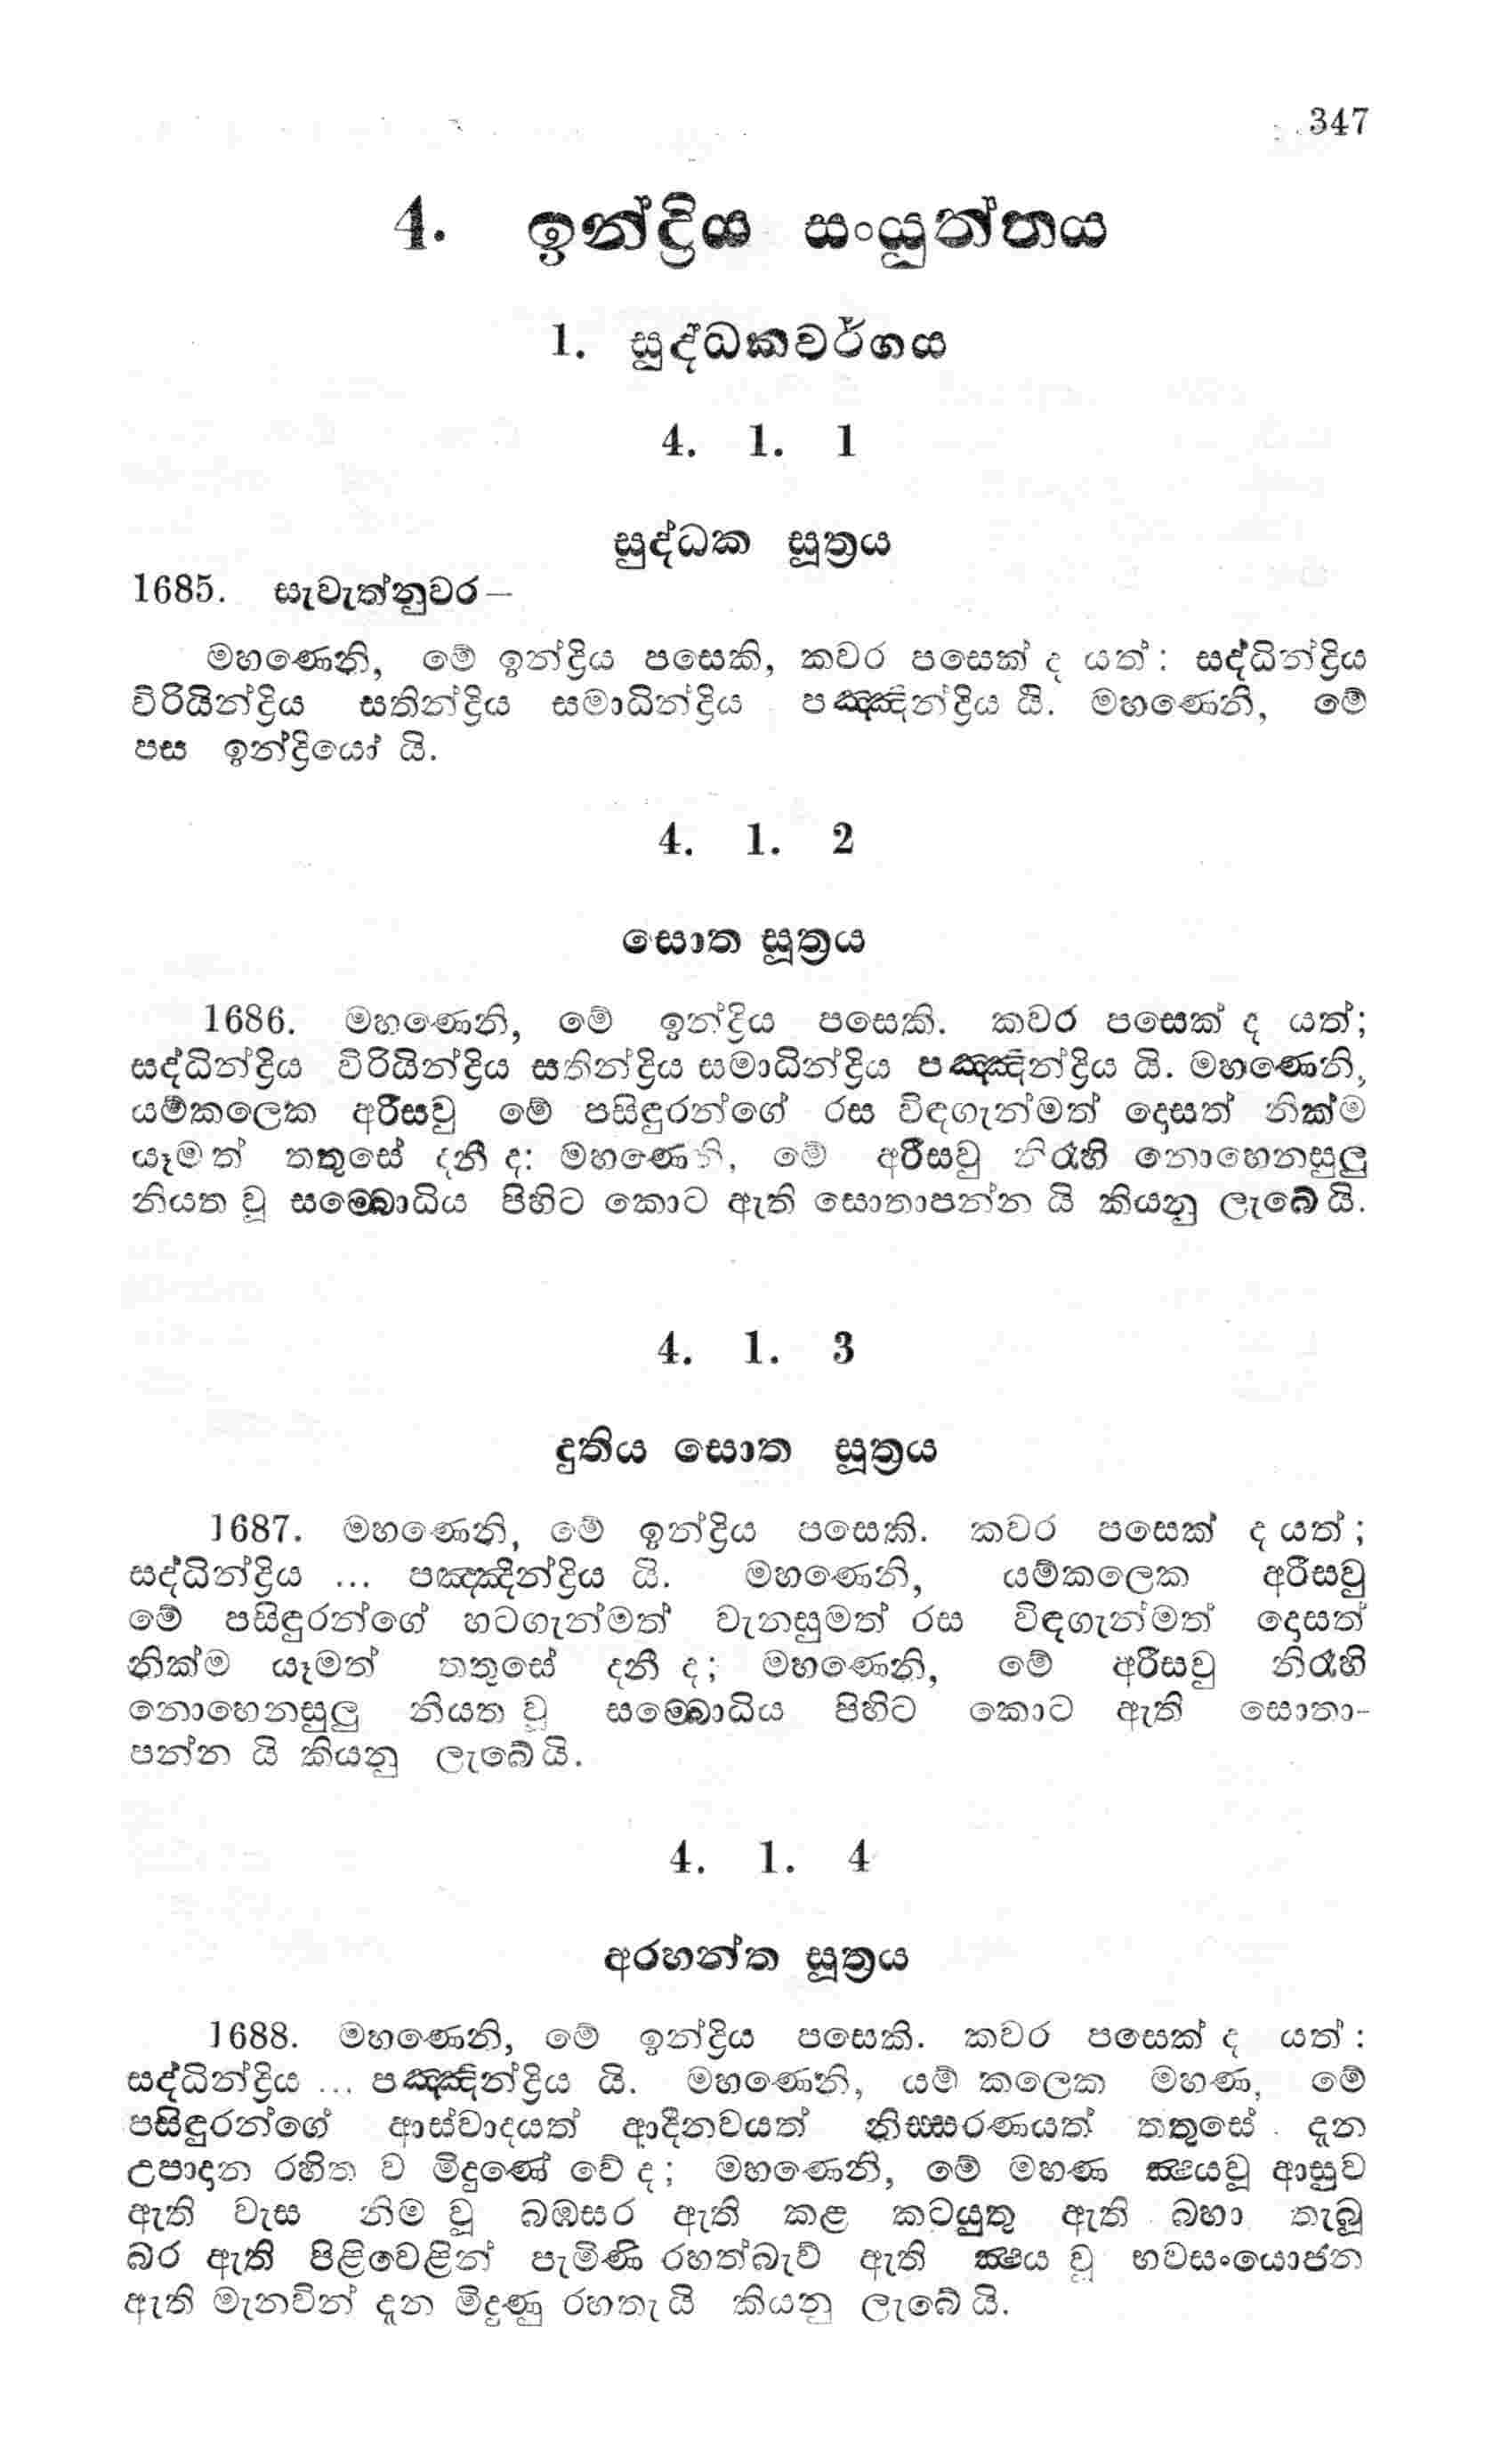 347
4. ඉන්ද්‍රිය සංයුත්තය
1. සුද්ධකවර්ගය
4. 1. 1
සුද්ධක සූත්‍රය
1685. සැවැත්නුවර—
මහණෙනි, මේ ඉන්ද්‍රිය පසෙකි, කවර පසෙක් ද යත්: සද්ධින්ද්‍රිය
විරියින්ද්‍රිය සතින්ද්‍රිය සමාධින්ද්‍රිය පඤ්ඤින්ද්‍රිය යි. මහණෙනි, මේ
පස ඉන්ද්‍රියෝ යි.
4. 1. 2
සොත සූත්‍රය
1686. මහණෙනි, මේ ඉන්ද්‍රිය පසෙකි. කවර පසෙක් ද යත්;
සද්ධින්ද්‍රිය විරියින්ද්‍රිය සතින්ද්‍රිය සමාධින්ද්‍රිය පඤ්ඤින්ද්‍රිය යි. මහණෙනි,
යම්කලෙක අරීසවු මේ පසිඳුරන්ගේ රස විඳගැන්මත් දොසත් නික්ම
යෑමත් තතුසේ දනී ද: මහණෙනි, මේ අරීසවු නිරැහි නොහෙනසුලු
නියත වූ සම්බොධිය පිහිට කොට ඇති සොතාපන්න යි කියනු ලැබේ යි.
4. 1. 3
දුතිය සොත සූත්‍රය
1687. මහණෙනි, මේ ඉන්ද්‍රිය පසෙකි. කවර පසෙක් ද යත්;
සද්ධින්ද්‍රිය ... පඤ්ඤින්ද්‍රිය යි. මහණෙනි, යම්කලෙක අරීසවු
මේ පසිඳුරන්ගේ හටගැන්මත් වැනසුමත් රස විඳගැන්මත් දොසත්
නික්ම යෑමත් තතුසේ දනී ද; මහණෙනි, මේ අරීසවු නිරැහි
නොහෙනසුලු නියත වූ සම්බොධිය පිහිට කොට ඇති සොතා-
පන්න යි කියනු ලැබේ යි.
4. 1. 4
අරහන්ත සූත්‍රය
1688. මහණෙනි, මේ ඉන්ද්‍රිය පසෙකි. කවර පසෙක් ද යත්:
සද්ධින්ද්‍රිය ... පඤ්ඤින්ද්‍රිය යි. මහණෙනි, යම් කලෙක මහණ, මේ
පසිඳුරන්ගේ ආස්වාදයත් ආදීනවයත් නිස්සරණයත් තතුසේ දැන
උපාදන රහිත ව මිදුණේ වේ ද; මහණෙනි, මේ මහණ ක්ෂයවූ ආසුව
ඇති වැස නිම වූ බඹසර ඇති කළ කටයුතු ඇති බහා තැබූ
බර ඇති පිළිවෙළින් පැමිණි රහත්බැව් ඇති ක්ෂය වූ භවසංයොජන
ඇති මැනවින් දැන මිදුණු රහතැ යි කියනු ලැබේ යි.